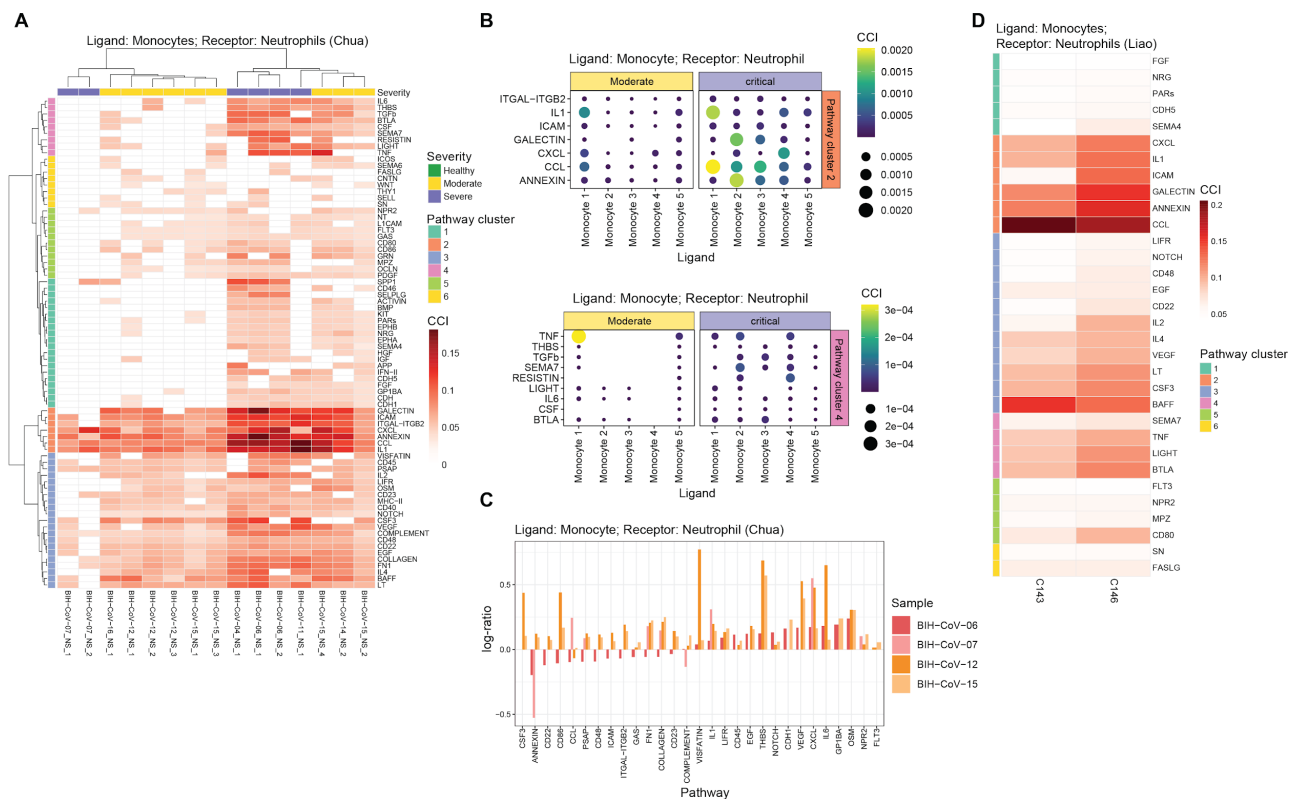 A
Ligand: Monocytes; Receptor: Neutrophils (Chua)
Severity
IL6
THBS
TGFb
BTLA
CSF
SEMA7
RESISTIN
LIGHT
TNF
ICOS
SEMA6
FASLG
CNTN
WNT
THY1
SELL
SN
NPR2
NT
L1CAM
FLT3
GAS
CD80
CD86
GRN
MPZ
OCLN
PDGF
SPP1
CD46
SELPLG
ACTIVIN
BMP
KIT
PARs
EPHB
NRG
EPHA
SEMA4
HGF
IGF
APP
IFN-II
CDH5
FGF
GP1BA
CDH
CDH1
GALECTIN
ICAM
ITGAL-ITGB2
CXCL
ANNEXIN
CCL
IL1
VISFATIN
CD45
PSAP
IL2
LIFR
OSM
CD23
MHC-II
CD40
NOTCH
CSF3
VEGF
COMPLEMENT
CD48
CD22
EGF
COLLAGEN
FN1
IL4
BAFF
LT
BIH-CoV-07_NS_1
BIH-CoV-07_NS_2
BIH-CoV-16_NS_1
BIH-CoV-12_NS_1
BIH-CoV-12_NS_2
BIH-CoV-12_NS_3
BIH-CoV-15_NS_1
BIH-CoV-15_NS_3
BIH-CoV-04_NS_1
BIH-CoV-06_NS_1
BIH-CoV-06_NS_2
BIH-CoV-11_NS_1
BIH-CoV-15_NS_4
BIH-CoV-14_NS_2
BIH-CoV-15_NS_2
Severity
Healthy
Moderate
Severe
Pathway cluster
1
2
3
4
5
6
CCI
0.15
0.1
0.05
0
B
Ligand: Monocyte; Receptor: Neutrophil
Moderate
critical
ITGAL-ITGB2
IL1
ICAM
GALECTIN
CXCL
CCL
ANNEXIN
Pathway cluster 2
Monocyte 1
Monocyte 2
Monocyte 3
Monocyte 4
Monocyte 5
Monocyte 1
Monocyte 2
Monocyte 3
Monocyte 4
Monocyte 5
Ligand
CCI
0.0020
0.0015
0.0010
0.0005
0.0005
0.0010
0.0015
0.0020
Ligand: Monocyte; Receptor: Neutrophil
Moderate
critical
TNF
THBS
TGFb
SEMA7
RESISTIN
LIGHT
IL6
CSF
BTLA
Pathway cluster 4
Monocyte 1
Monocyte 2
Monocyte 3
Monocyte 4
Monocyte 5
Monocyte 1
Monocyte 2
Monocyte 3
Monocyte 4
Monocyte 5
Ligand
CCI
3e-04
2e-04
1e-04
1e-04
2e-04
3e-04
C
Ligand: Monocyte; Receptor: Neutrophil (Chua)
log-ratio
0.5
0.0
-0.5
CSF3
ANNEXIN
CD22
CD86
CCL
PSAP
CD48
ICAM
ITGAL-ITGB2
GAS
FN1
COLLAGEN
CD23
COMPLEMENT
VISFATIN
IL1
LIFR
CD45
EGF
THBS
NOTCH
CDH1
VEGF
CXCL
IL6
GP1BA
OSM
NPR2
FLT3
Pathway
Sample
BIH-CoV-06
BIH-CoV-07
BIH-CoV-12
BIH-CoV-15
D
Ligand: Monocytes;
Receptor: Neutrophils (Liao)
FGF
NRG
PARs
CDH5
SEMA4
CXCL
IL1
ICAM
GALECTIN
ANNEXIN
CCL
LIFR
NOTCH
CD48
EGF
CD22
IL2
IL4
VEGF
LT
CSF3
BAFF
SEMA7
TNF
LIGHT
BTLA
FLT3
NPR2
MPZ
CD80
SN
FASLG
C143
C146
CCI
0.2
0.15
0.1
0.05
Pathway cluster
1
2
3
4
5
6